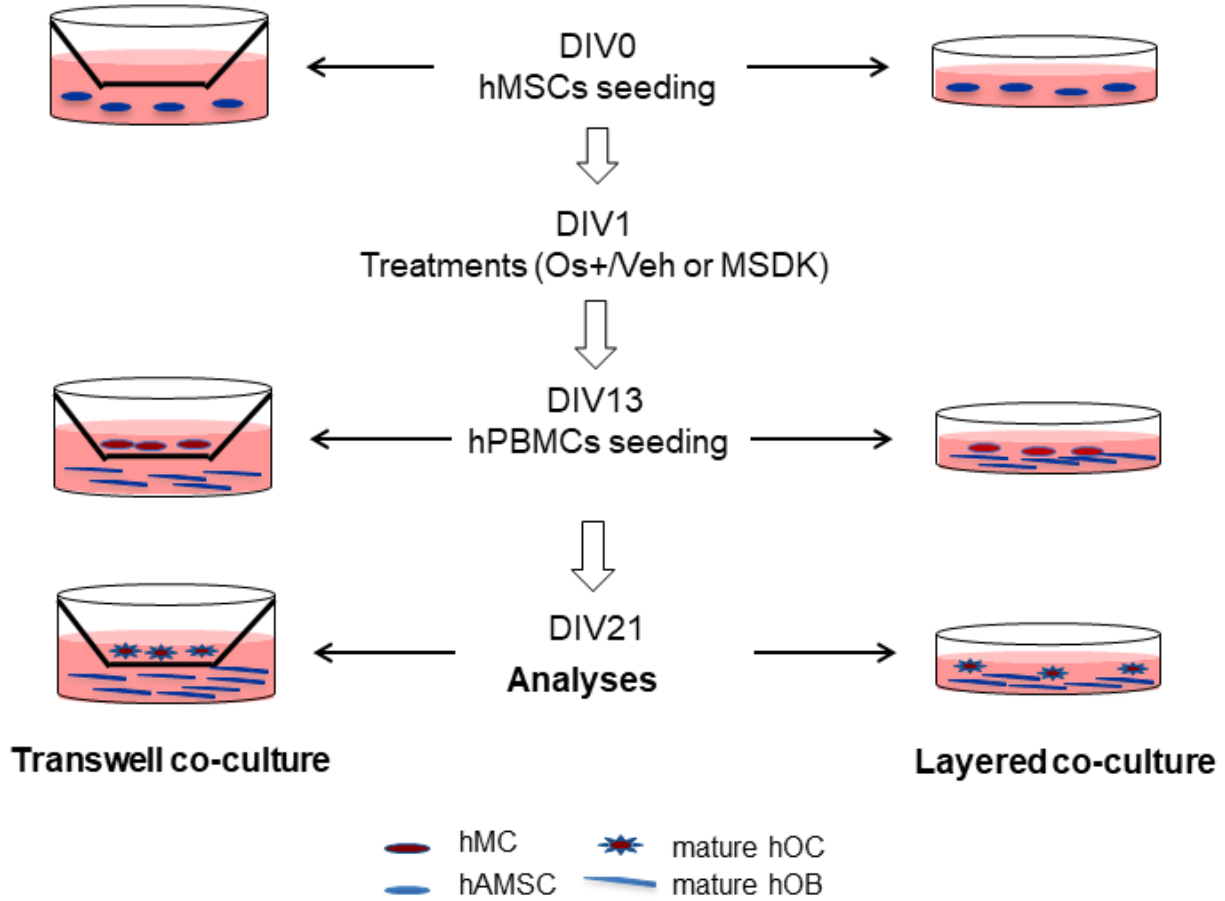 DIV0
hMSCs seeding
DIV1
Treatments (Os+/Veh or MSDK)
DIV13
hPBMCs seeding
DIV21
Analyses
Transwell co-culture
Layered co-culture
hMC
mature hOC
hAMSC
mature hOB